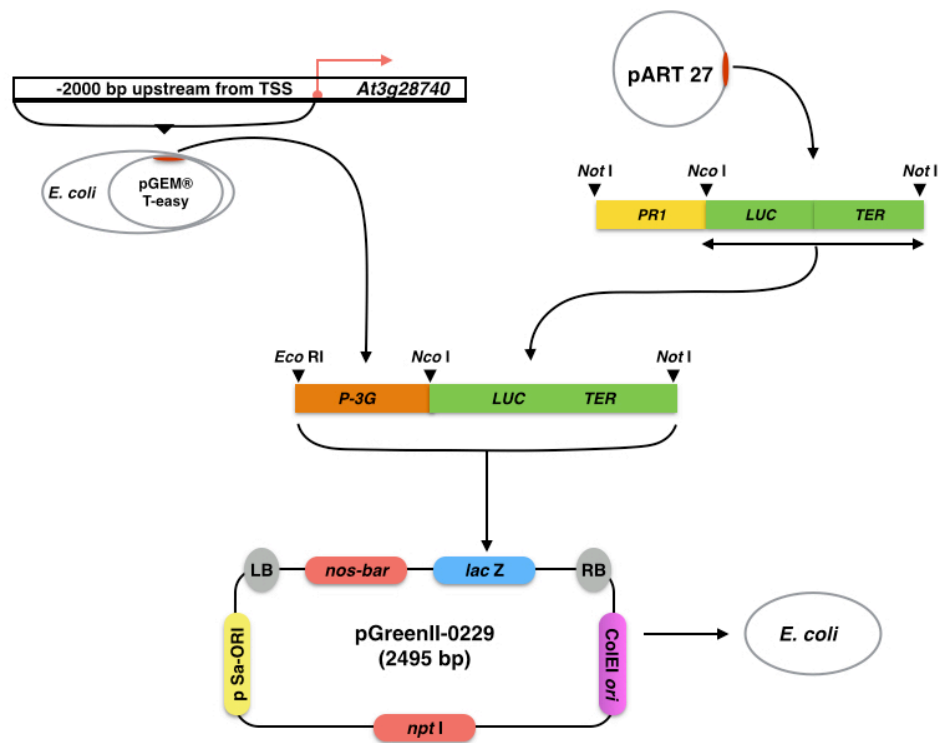 -2000 bp upstream from TSS At3g28740
pART 27
E. coli
pGEM®
T-easy
Not I Nco I Not I
PR1 LUC TER
Eco RI Nco I Not I
P-3G LUC TER
LB nos-bar lac Z RB
pGreenII-0229
(2495 bp)
p Sa-ORI
ColEI ori
npt I
E. coli